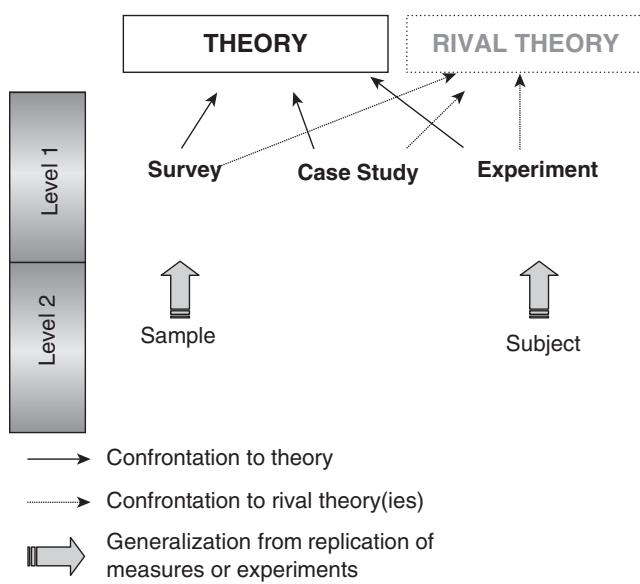 THEORY
RIVAL THEORY
Level 1
Survey
Case Study
Experiment
Level 2
Sample
Subject
Confrontation to theory
Confrontation to rival theory(ies)
Generalization from replication of
measures or experiments